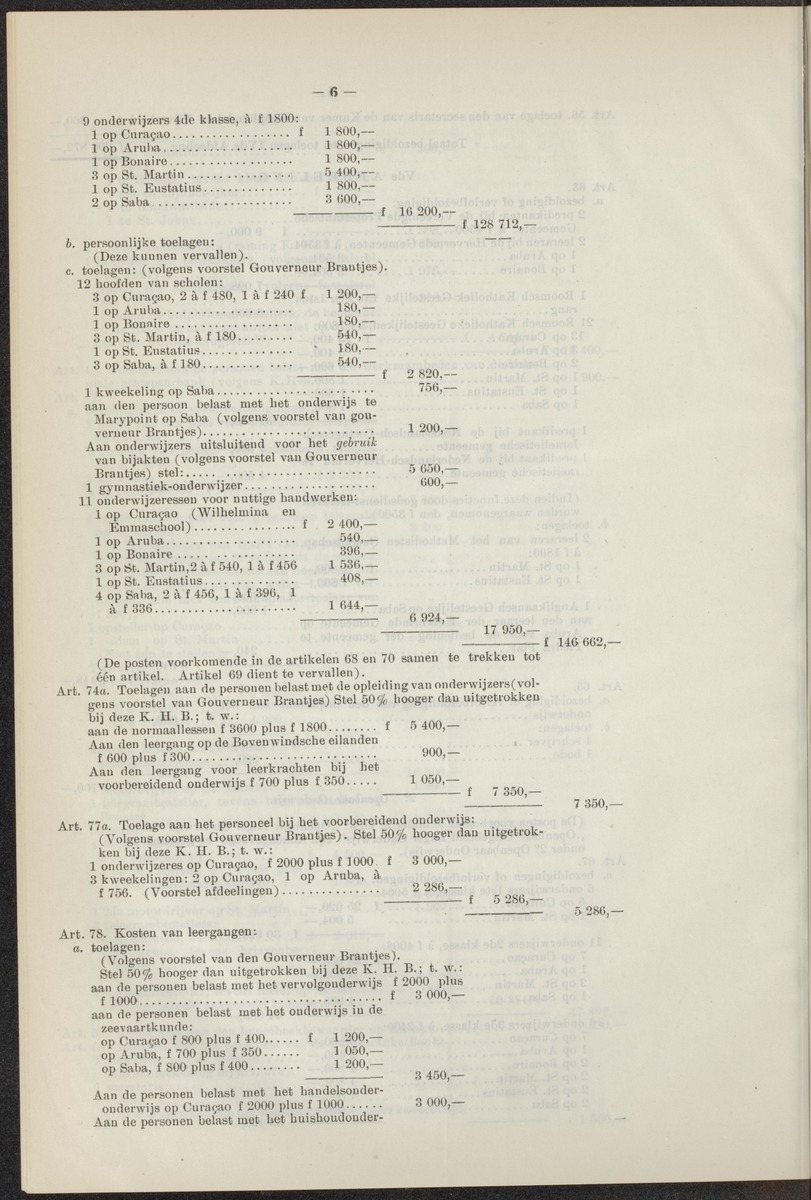 — 6 —
9 onderwijzers 4de klasse, à f 1800:
1 op Curaçao.................. f 1 800,—
1 op Aruba.................... 1 800,—
1 op Bonaire................... 1 800,—
3 op St. Martin................ 5 400,—
1 op St. Eustatius.............. 1 800,—
2 op Saba..................... 3 600,—
f 16 200,—
f 128 712,—
b. persoonlijke toelagen:
(Deze kunnen vervallen).
c. toelagen: (volgens voorstel Gouverneur Brantjes).
12 hoofden van scholen:
3 op Curaçao, 2 à f 480, 1 à f 240 f 1 200,—
1 op Aruba.................... 180,—
1 op Bonaire .................. 180,—
3 op St. Martin, à f 180......... 540,—
1 op St. Eustatius.............. 180,—
3 op Saba, à f 180.............. 540,—
f 2 820,—
1 kweekeling op Saba........................ 756,—
aan den persoon belast met het onderwijs te
Marypoint op Saba (volgens voorstel van gou-
verneur Brantjes).......................... 1 200,—
Aan onderwijzers uitsluitend voor het gebruik
van bijakten (volgens voorstel van Gouverneur
Brantjes) stel:............................. 5 650,—
1 gymnastiek-onderwijzer.................... 600,—
11 onderwijzeressen voor nuttige handwerken:
1 op Curaçao (Wilhelmina en
Emmaschool)................ f 2 400,—
1 op Aruba.................... 540,—
1 op Bonaire .................. 396,—
3 op St. Martin, 2 à f 540, 1 à f 456 1 536,—
1 op St. Eustatius.............. 408,—
4 op Saba, 2 à f 456, 1 à f 396, 1
à f 336...................... 1 644,—
6 924,—
17 950,—
f 146 662,—
(De posten voorkomende in de artikelen 68 en 70 samen te trekken tot
één artikel. Artikel 69 dient te vervallen).
Art. 74a. Toelagen aan de personen belast met de opleiding van onderwijzers (vol-
gens voorstel van Gouverneur Brantjes) Stel 50% hooger dan uitgetrokken
bij deze K. H. B.; t. w.:
aan de normaallessen f 3600 plus f 1800........ f 5 400,—
Aan den leergang op de Bovenwindsche eilanden
f 600 plus f 300............................ 900,—
Aan den leergang voor leerkrachten bij het
voorbereidend onderwijs f 700 plus f 350..... 1 050,—
f 7 350,—
7 350,—
Art. 77a. Toelage aan het personeel bij het voorbereidend onderwijs:
(Volgens voorstel Gouverneur Brantjes). Stel 50% hooger dan uitgetrok-
ken bij deze K. H. B.; t. w.:
1 onderwijzeres op Curaçao, f 2000 plus f 1000. f 3 000,—
3 kweekelingen: 2 op Curaçao, 1 op Aruba, à
f 756. (Voorstel afdeelingen)............... 2 286,—
f 5 286,—
5 286,—
Art. 78. Kosten van leergangen:
a. toelagen:
(Volgens voorstel van den Gouverneur Brantjes).
Stel 50% hooger dan uitgetrokken bij deze K. H. B.; t. w.:
aan de personen belast met het vervolgonderwijs f 2000 plus
f 1000..................................... f 3 000,—
aan de personen belast met het onderwijs in de
zeevaartkunde:
op Curaçao f 800 plus f 400...... f 1 200,—
op Aruba, f 700 plus f 350...... 1 050,—
op Saba, f 800 plus f 400........ 1 200,—
3 450,—
Aan de personen belast met het handelsonder-
onderwijs op Curaçao f 2000 plus f 1000...... 3 000,—
Aan de personen belast met het huishoudonder-